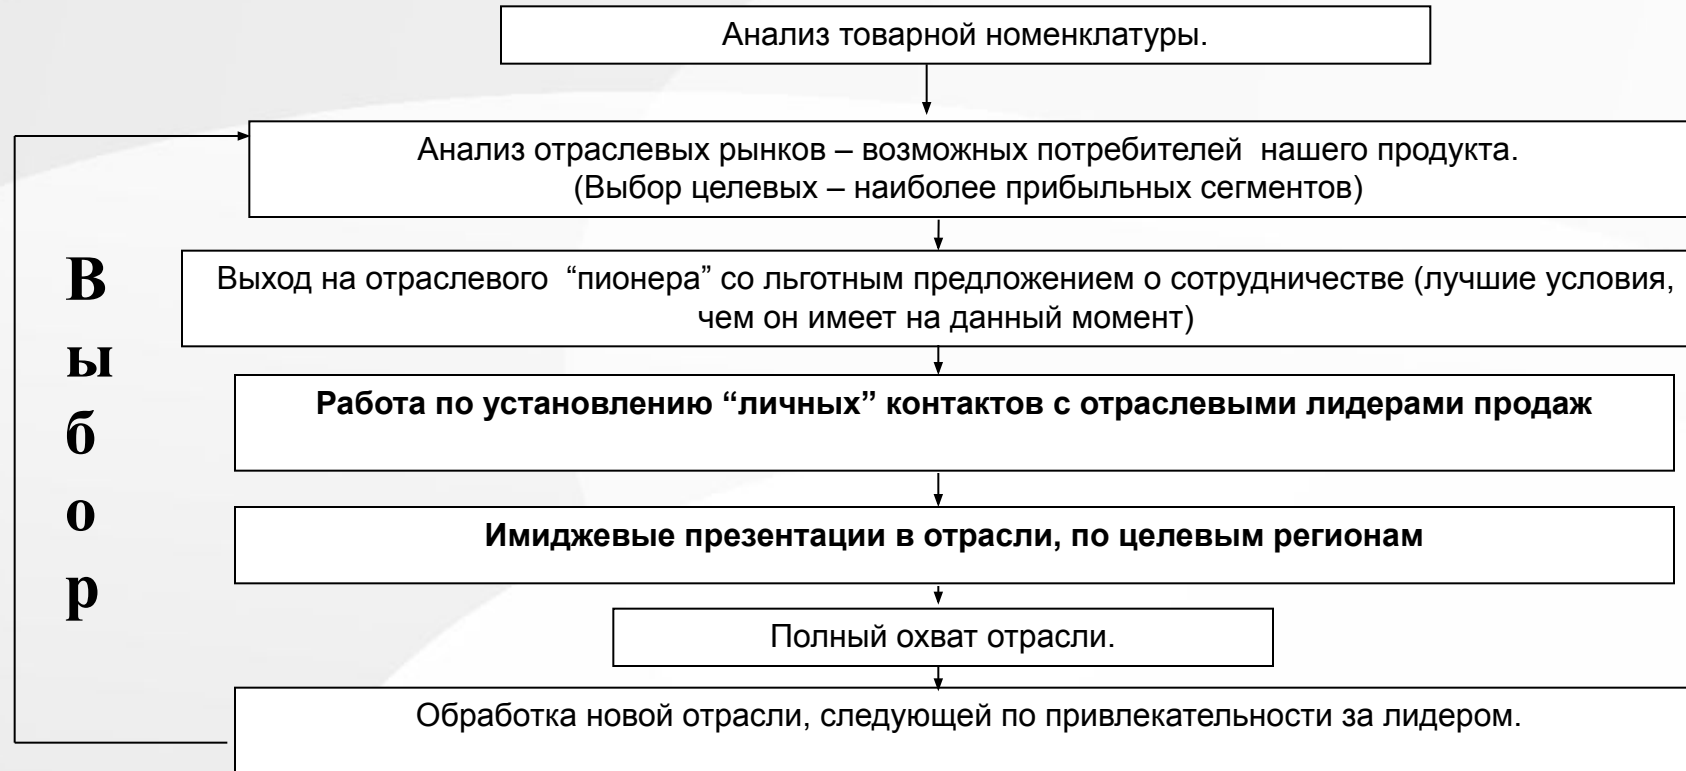 Анализ товарной номенклатуры.
Анализ отраслевых рынков – возможных потребителей нашего продукта.
(Выбор целевых – наиболее прибыльных сегментов)
Выход на отраслевого “пионера” со льготным предложением о сотрудничестве (лучшие условия,
чем он имеет на данный момент)
Работа по установлению “личных” контактов с отраслевыми лидерами продаж
Имиджевые презентации в отрасли, по целевым регионам
Полный охват отрасли.
Обработка новой отрасли, следующей по привлекательности за лидером.
В
ы
б
о
р